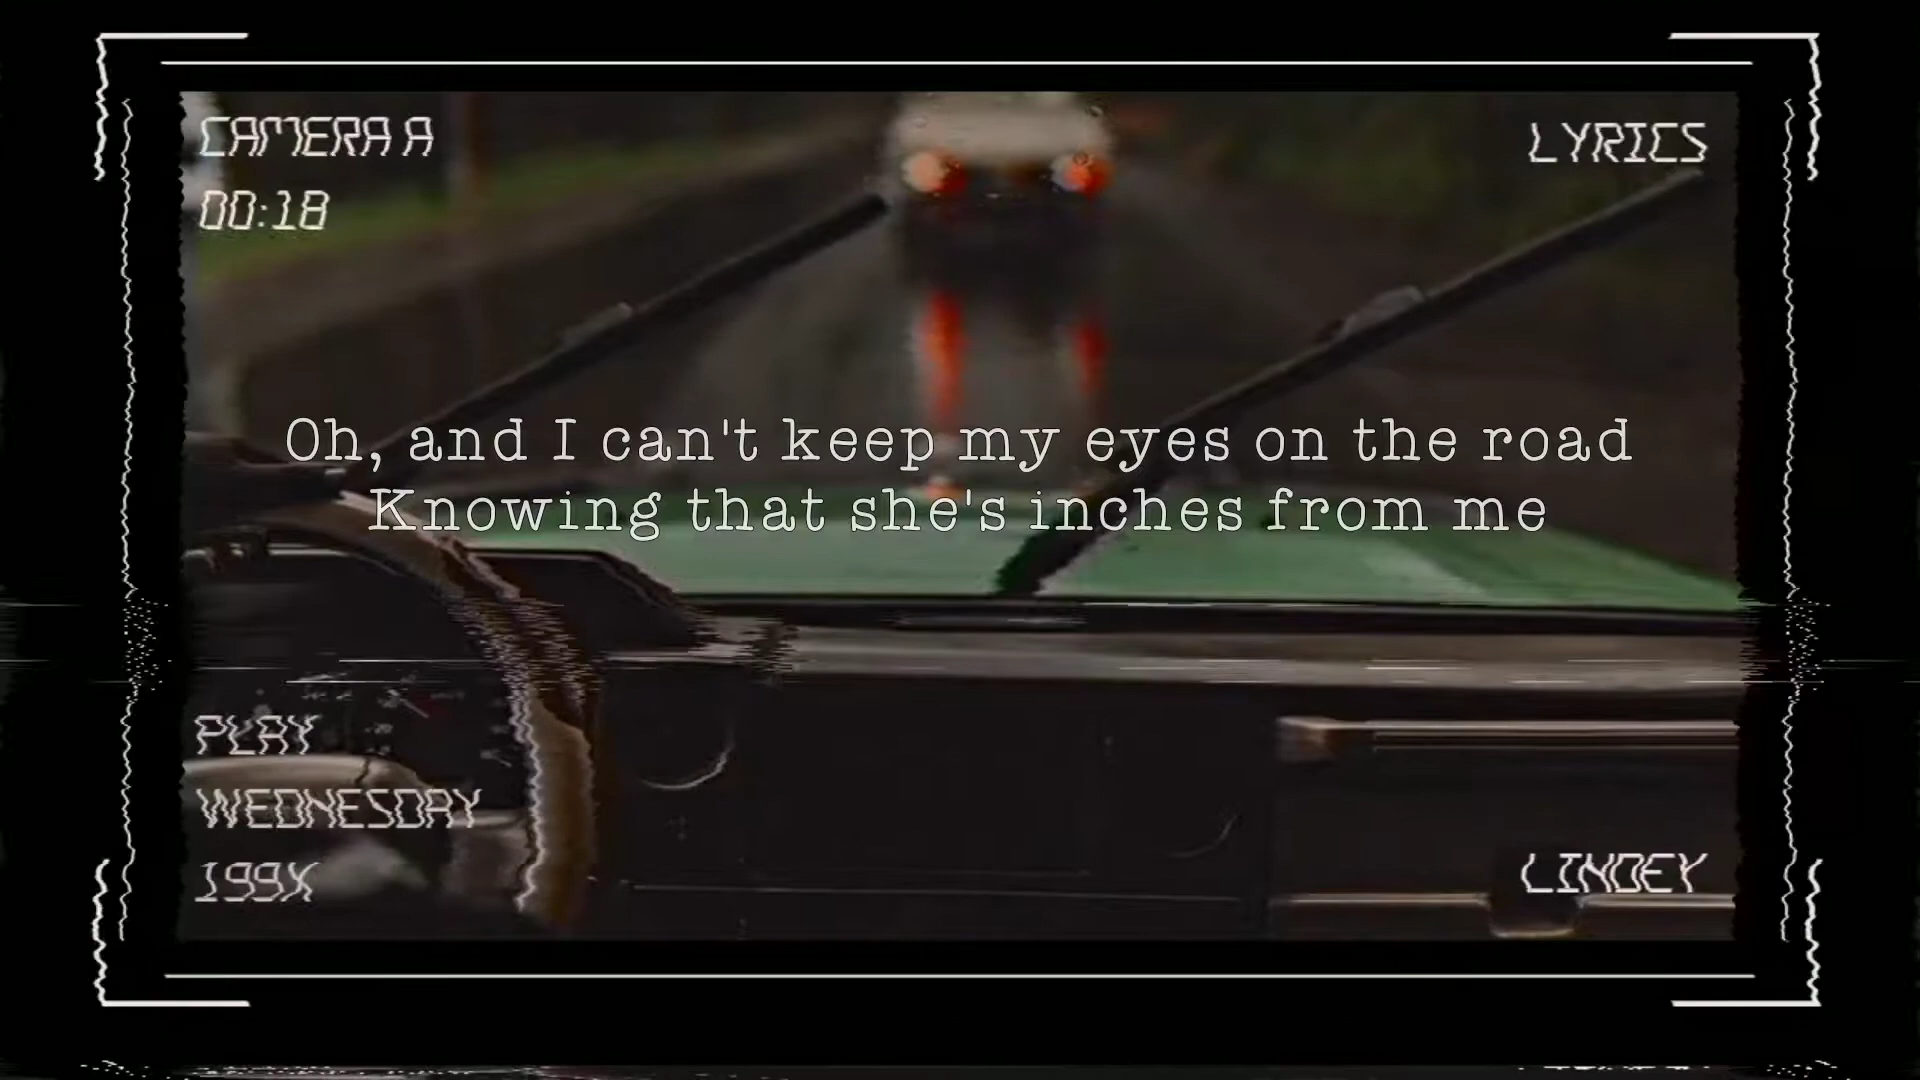 CAMERA A
LYRICS
00:18
Oh, and I can't keep my eyes on the road
Knowing that she's inches from me
PLAY
WEDNESDAY
199X
LINDEY